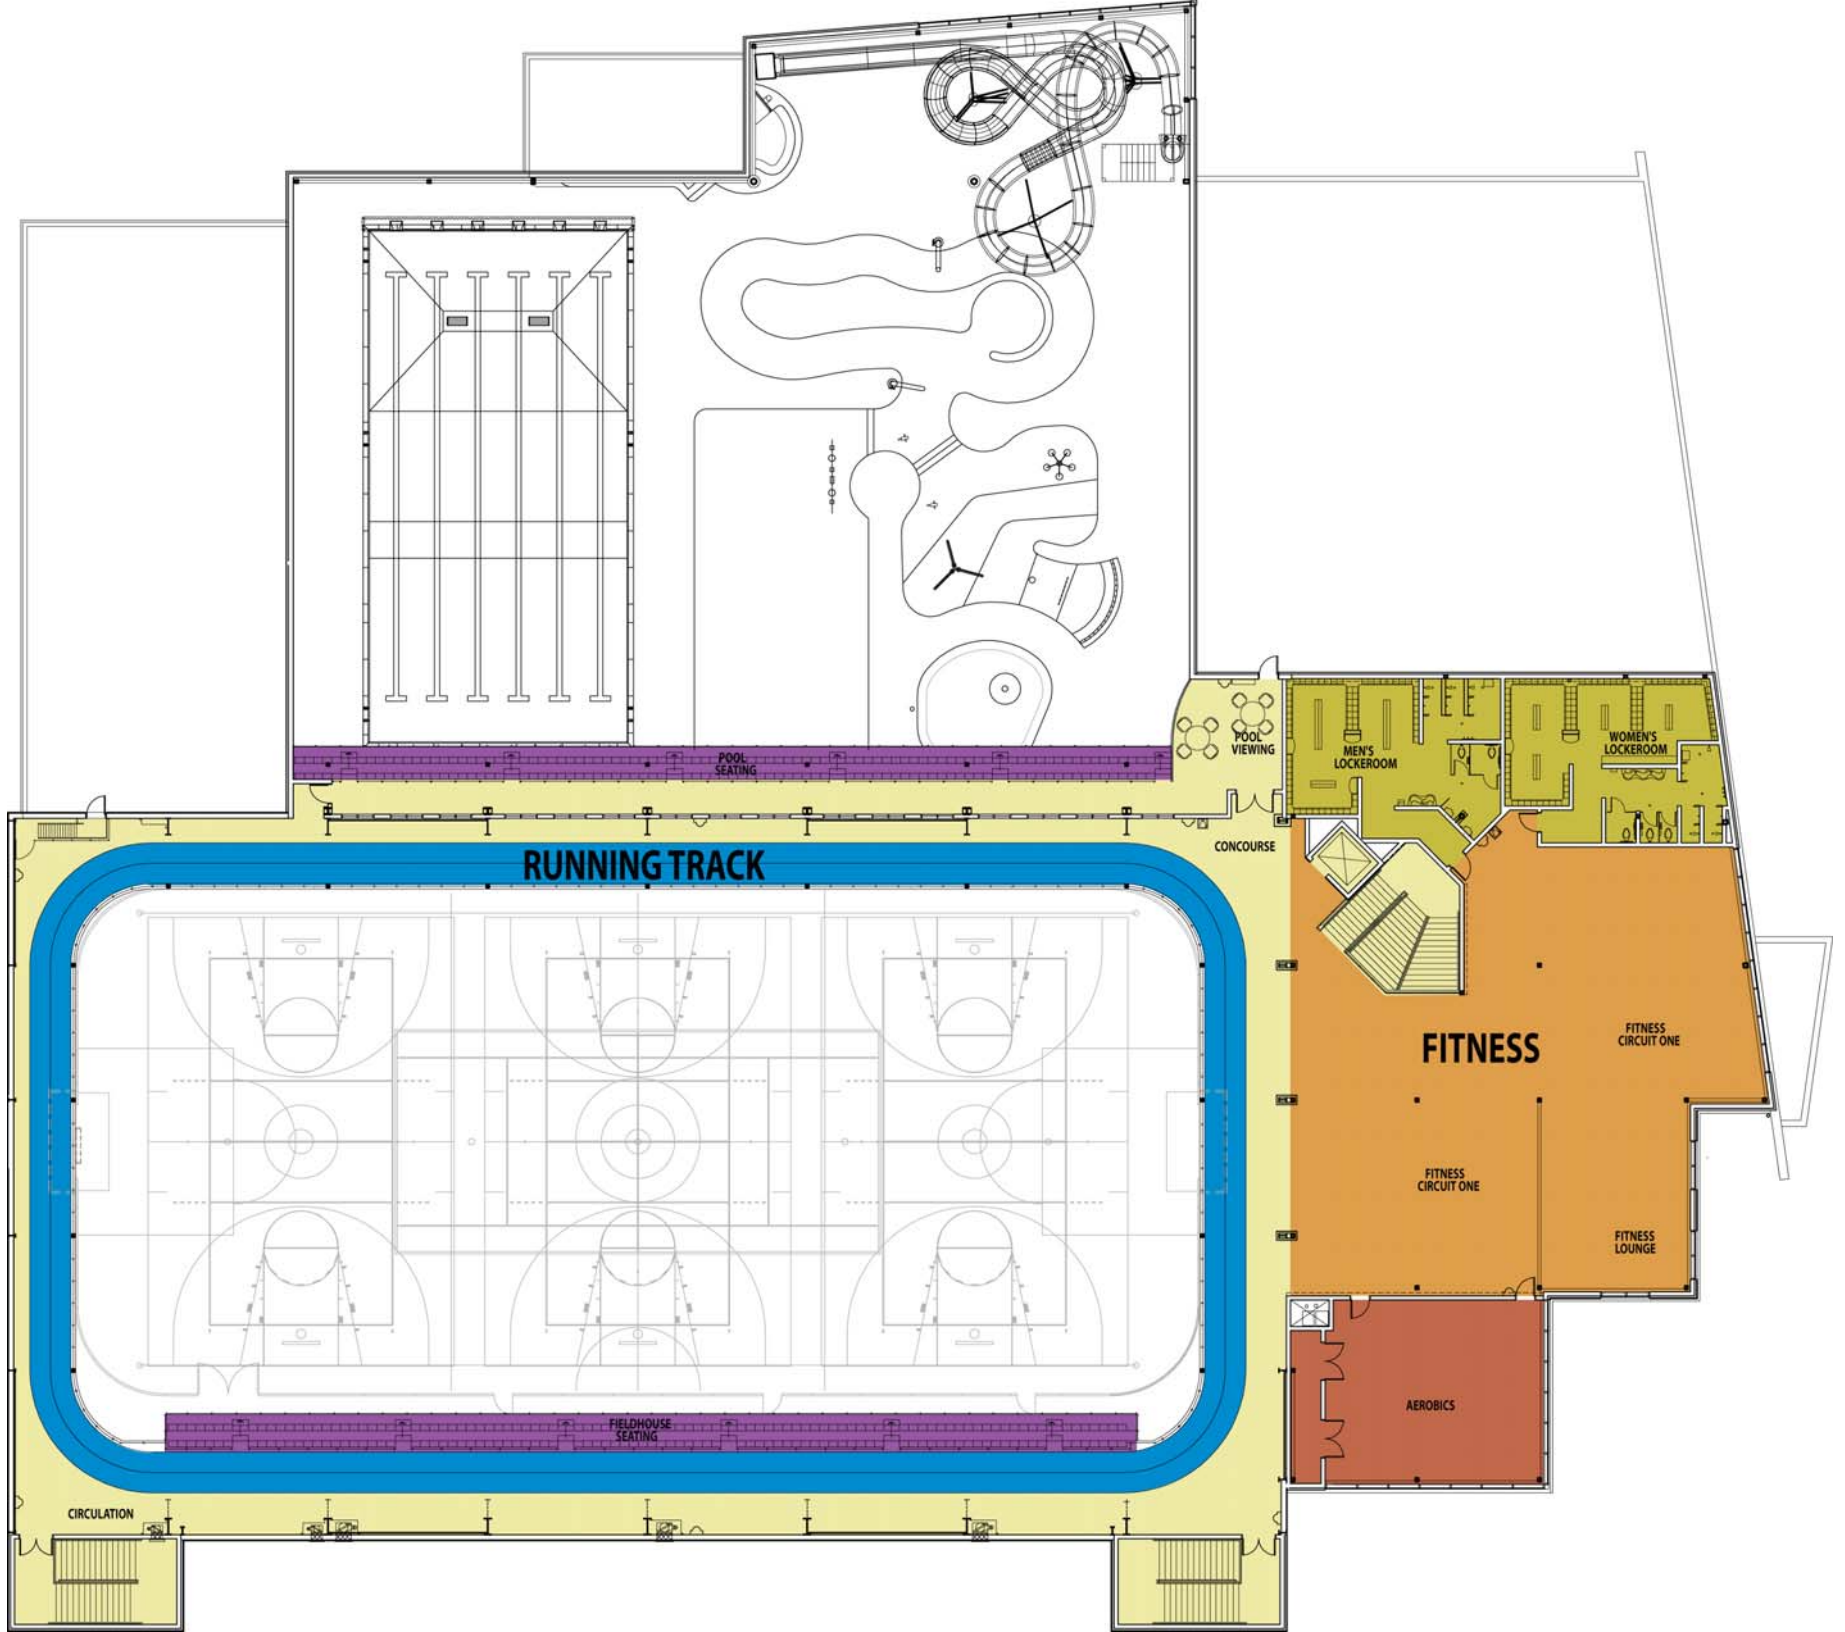 POOL
VIEWING
MEN'S
LOCKEROOM
WOMEN'S
LOCKEROOM
POOL
SEATING
CONCOURSE
RUNNING TRACK
FITNESS
FITNESS
CIRCUIT ONE
FITNESS
CIRCUIT ONE
FITNESS
LOUNGE
AEROBICS
FIELDHOUSE
SEATING
CIRCULATION